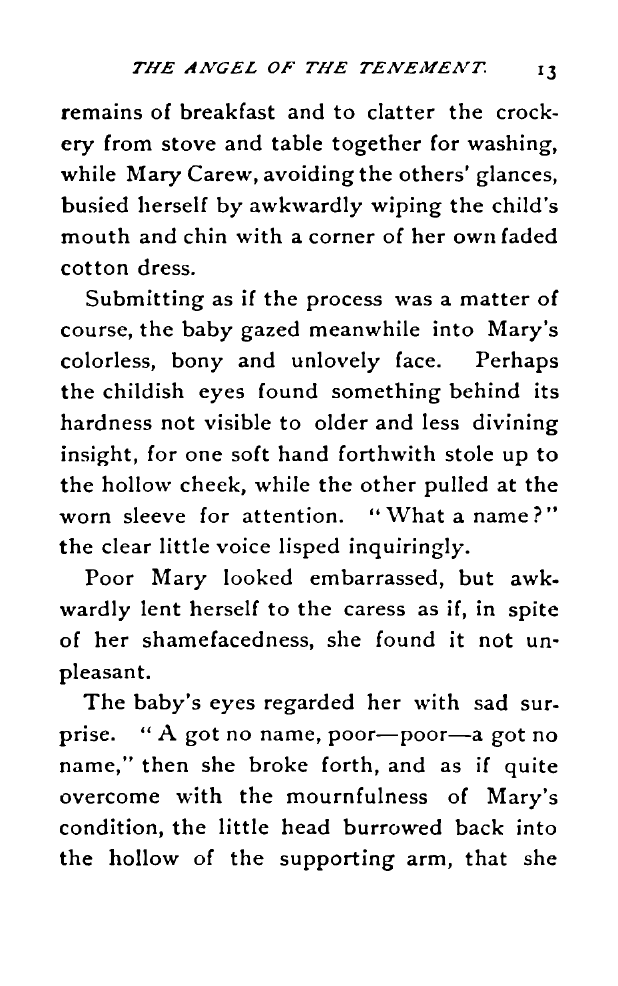 THE ANGEL OF THE TENEMENT. 13
remains of breakfast and to clatter the crock-
ery from stove and table together for washing,
while Mary Carew, avoiding the others' glances,
busied herself by awkwardly wiping the child's
mouth and chin with a corner of her own faded
cotton dress.
Submitting as if the process was a matter of
course, the baby gazed meanwhile into Mary's
colorless, bony and unlovely face. Perhaps
the childish eyes found something behind its
hardness not visible to older and less divining
insight, for one soft hand forthwith stole up to
the hollow cheek, while the other pulled at the
worn sleeve for attention. "What a name?"
the clear little voice lisped inquiringly.
Poor Mary looked embarrassed, but awk-
wardly lent herself to the caress as if, in spite
of her shamefacedness, she found it not un-
pleasant.
The baby's eyes regarded her with sad sur-
prise. "A got no name, poor—poor—a got no
name," then she broke forth, and as if quite
overcome with the mournfulness of Mary's
condition, the little head burrowed back into
the hollow of the supporting arm, that she